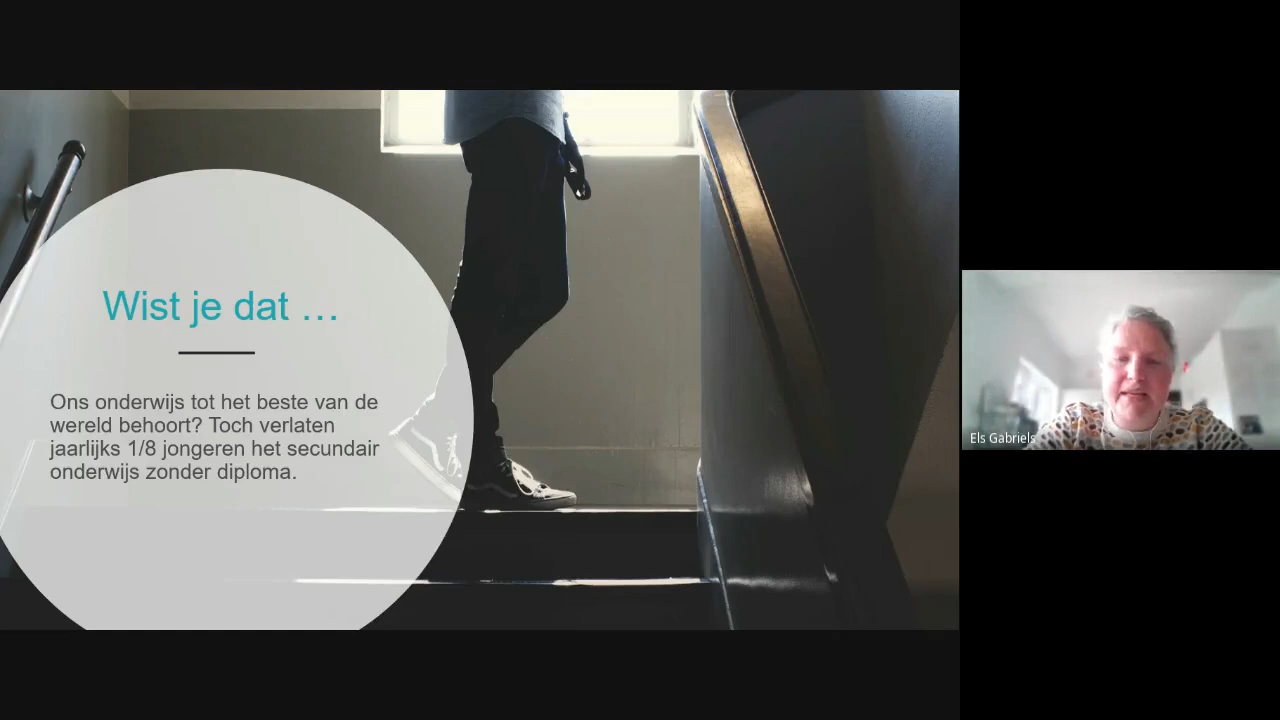 Wist je dat …
Ons onderwijs tot het beste van de
wereld behoort? Toch verlaten
jaarlijks 1/8 jongeren het secundair
onderwijs zonder diploma.
Els Gabriels